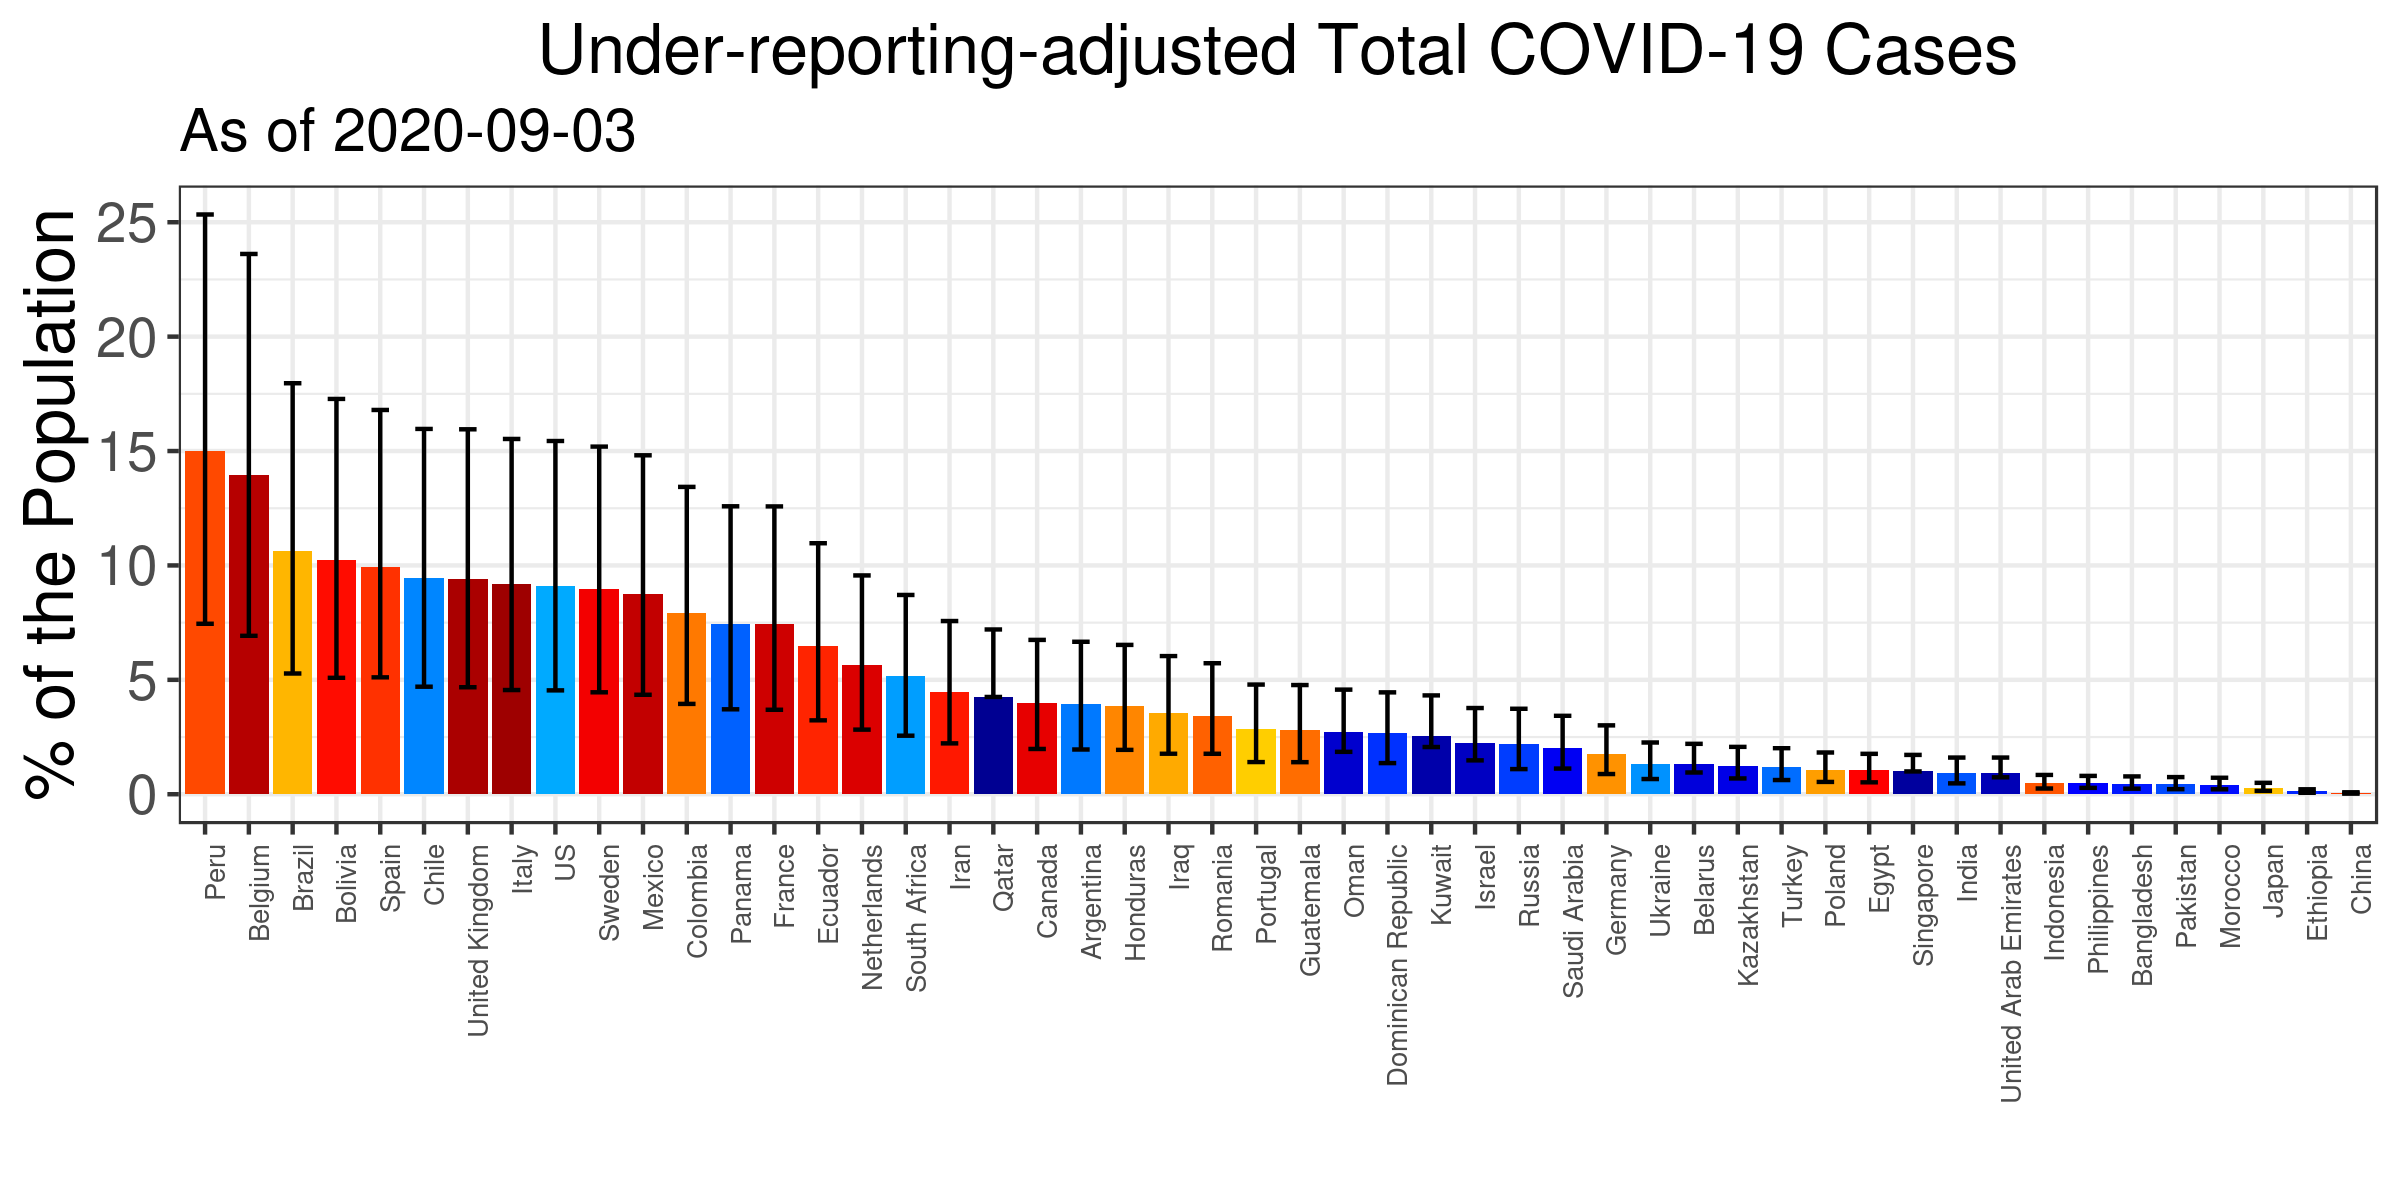 Under-reporting-adjusted Total COVID-19 Cases
As of 2020-09-03
% of the Population
25
20
15
10
5
0
Peru
Belgium
Brazil
Bolivia
Spain
Chile
United Kingdom
Italy
US
Sweden
Mexico
Colombia
Panama
France
Ecuador
Netherlands
South Africa
Iran
Qatar
Canada
Argentina
Honduras
Iraq
Romania
Portugal
Guatemala
Oman
Dominican Republic
Kuwait
Israel
Russia
Saudi Arabia
Germany
Ukraine
Belarus
Kazakhstan
Turkey
Poland
Egypt
Singapore
India
United Arab Emirates
Indonesia
Philippines
Bangladesh
Pakistan
Morocco
Japan
Ethiopia
China